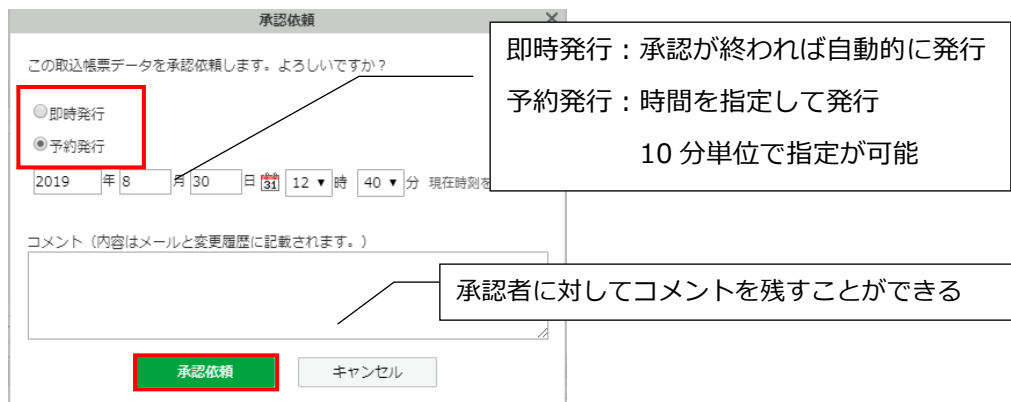 承認依頼
×
この取込帳票データを承認依頼します。よろしいですか？
即時発行
予約発行
2019 年 8 月 30 日 31 12 ▼ 時 40 ▼ 分 現在時刻を
コメント（内容はメールと変更履歴に記載されます。）
承認依頼 キャンセル
即時発行：承認が終われば自動的に発行
予約発行：時間を指定して発行
10 分単位で指定が可能
承認者に対してコメントを残すことができる